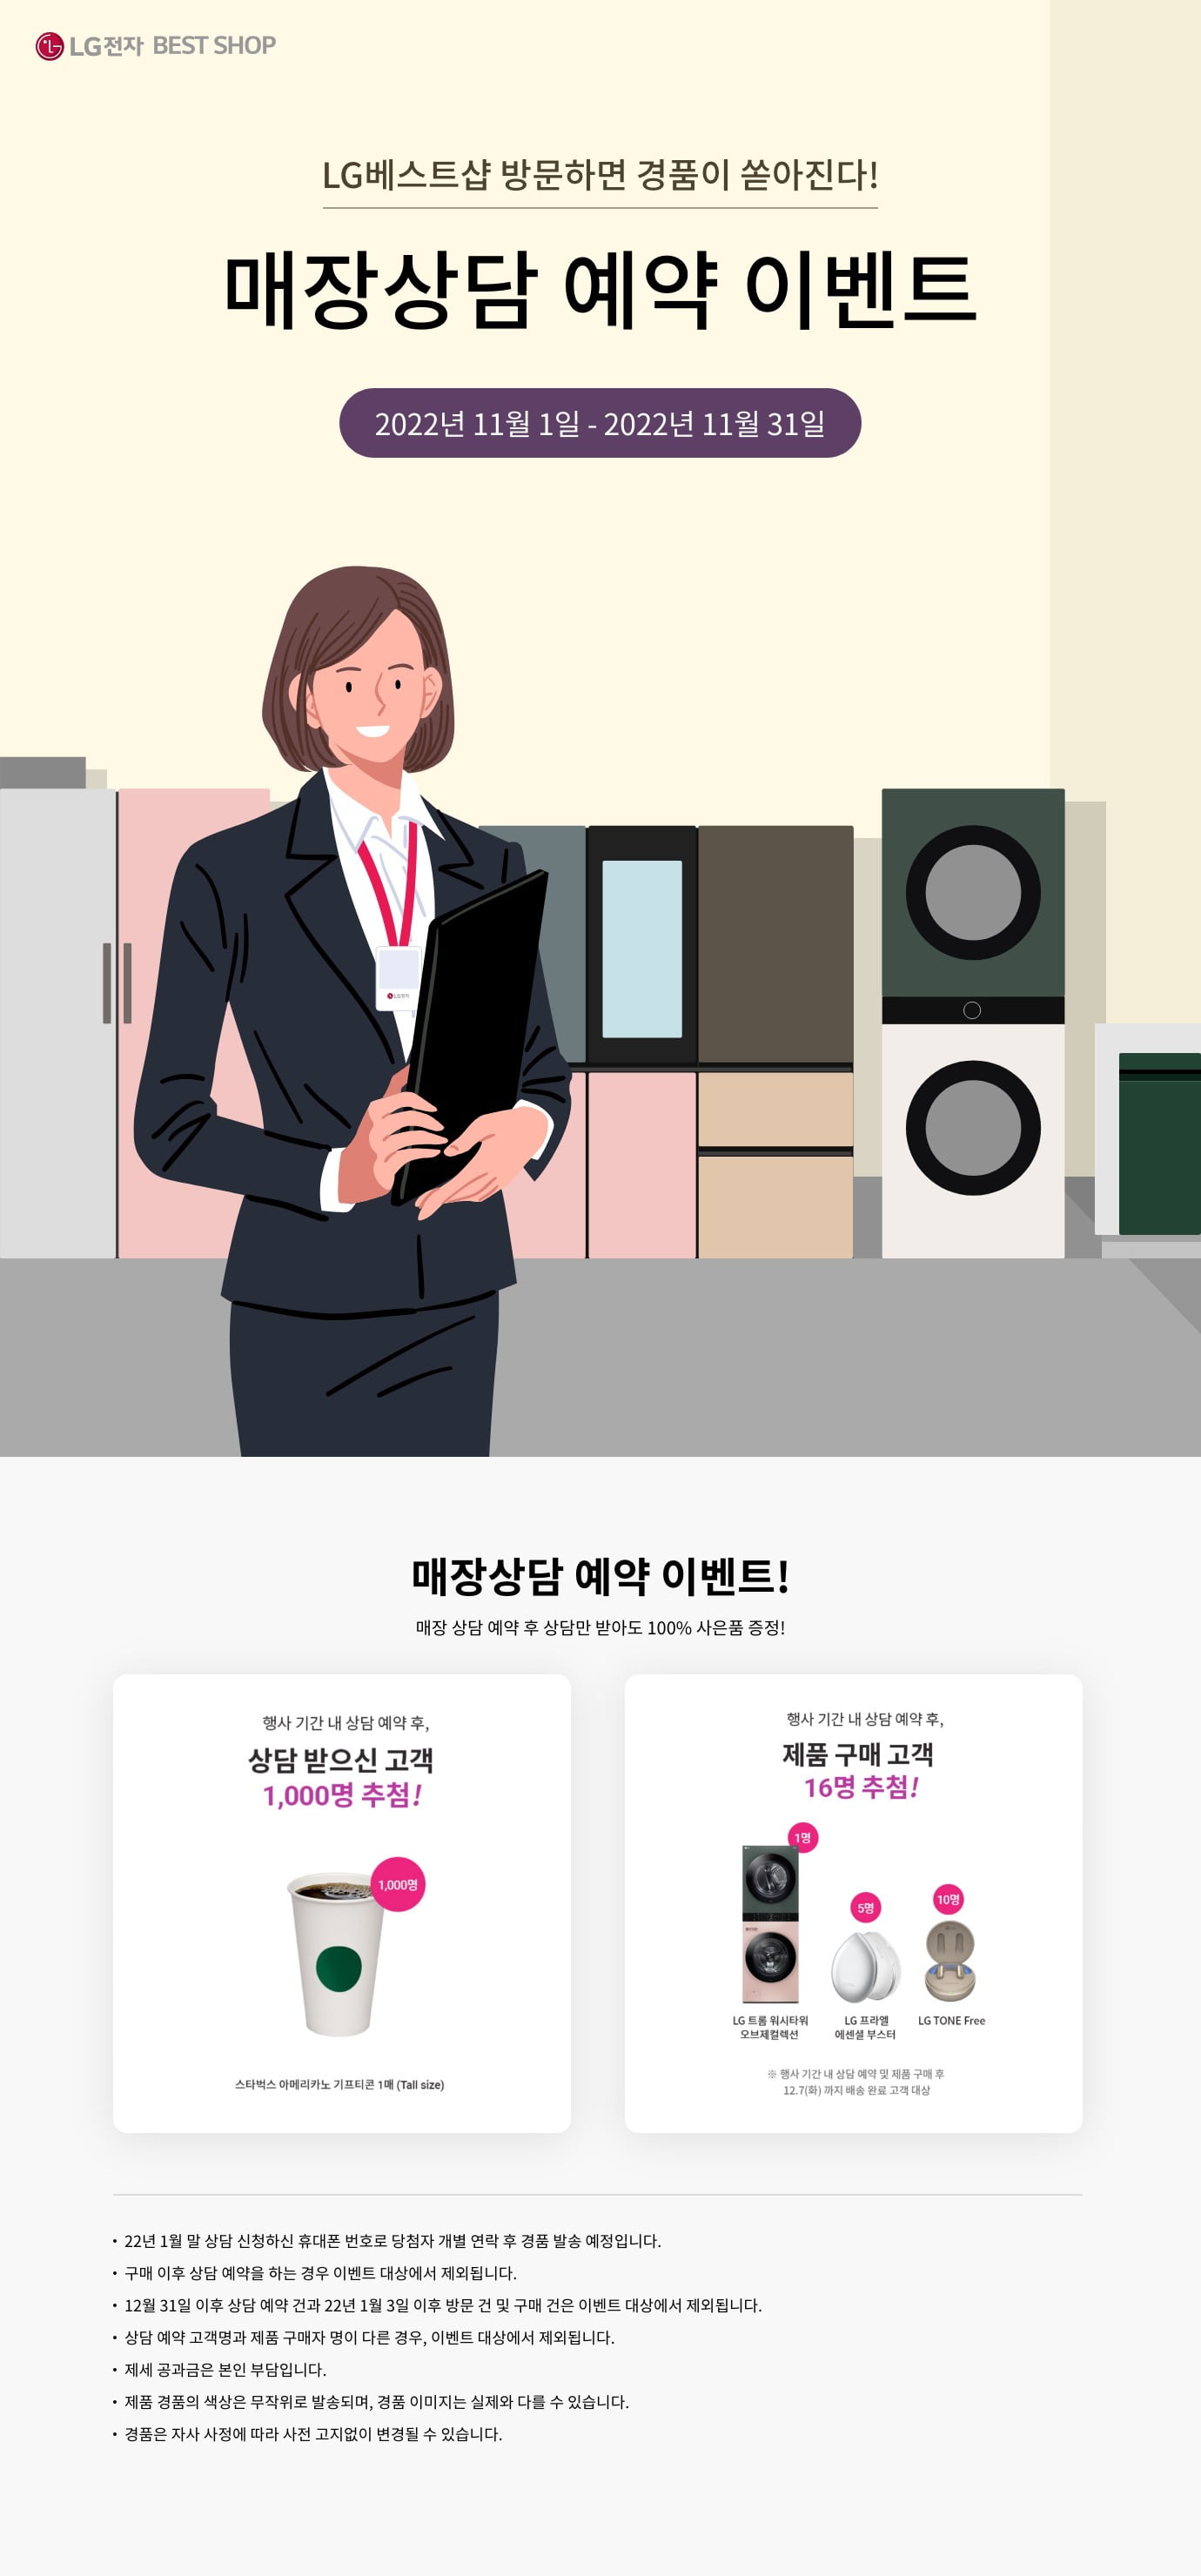 LG전자 BEST SHOP
LG베스트샵 방문하면 경품이 쏟아진다!
매장상담 예약 이벤트
2022년 11월 1일 - 2022년 11월 31일
LG전자
매장상담 예약 이벤트!
매장 상담 예약 후 상담만 받아도 100% 사은품 증정!
행사 기간 내 상담 예약 후,
상담 받으신 고객
1,000명 추첨!
1,000명
스타벅스 아메리카노 기프티콘 1매 (Tall size)
행사 기간 내 상담 예약 후,
제품 구매 고객
16명 추첨!
1명
5명
10명
LG 트롬 워시타워
오브제컬렉션
LG 프라엘
에센셜 부스터
LG TONE Free
※ 행사 기간 내 상담 예약 및 제품 구매 후
12.7(화) 까지 배송 완료 고객 대상
• 22년 1월 말 상담 신청하신 휴대폰 번호로 당첨자 개별 연락 후 경품 발송 예정입니다.
• 구매 이후 상담 예약을 하는 경우 이벤트 대상에서 제외됩니다.
• 12월 31일 이후 상담 예약 건과 22년 1월 3일 이후 방문 건 및 구매 건은 이벤트 대상에서 제외됩니다.
• 상담 예약 고객명과 제품 구매자 명이 다른 경우, 이벤트 대상에서 제외됩니다.
• 제세 공과금은 본인 부담입니다.
• 제품 경품의 색상은 무작위로 발송되며, 경품 이미지는 실제와 다를 수 있습니다.
• 경품은 자사 사정에 따라 사전 고지없이 변경될 수 있습니다.